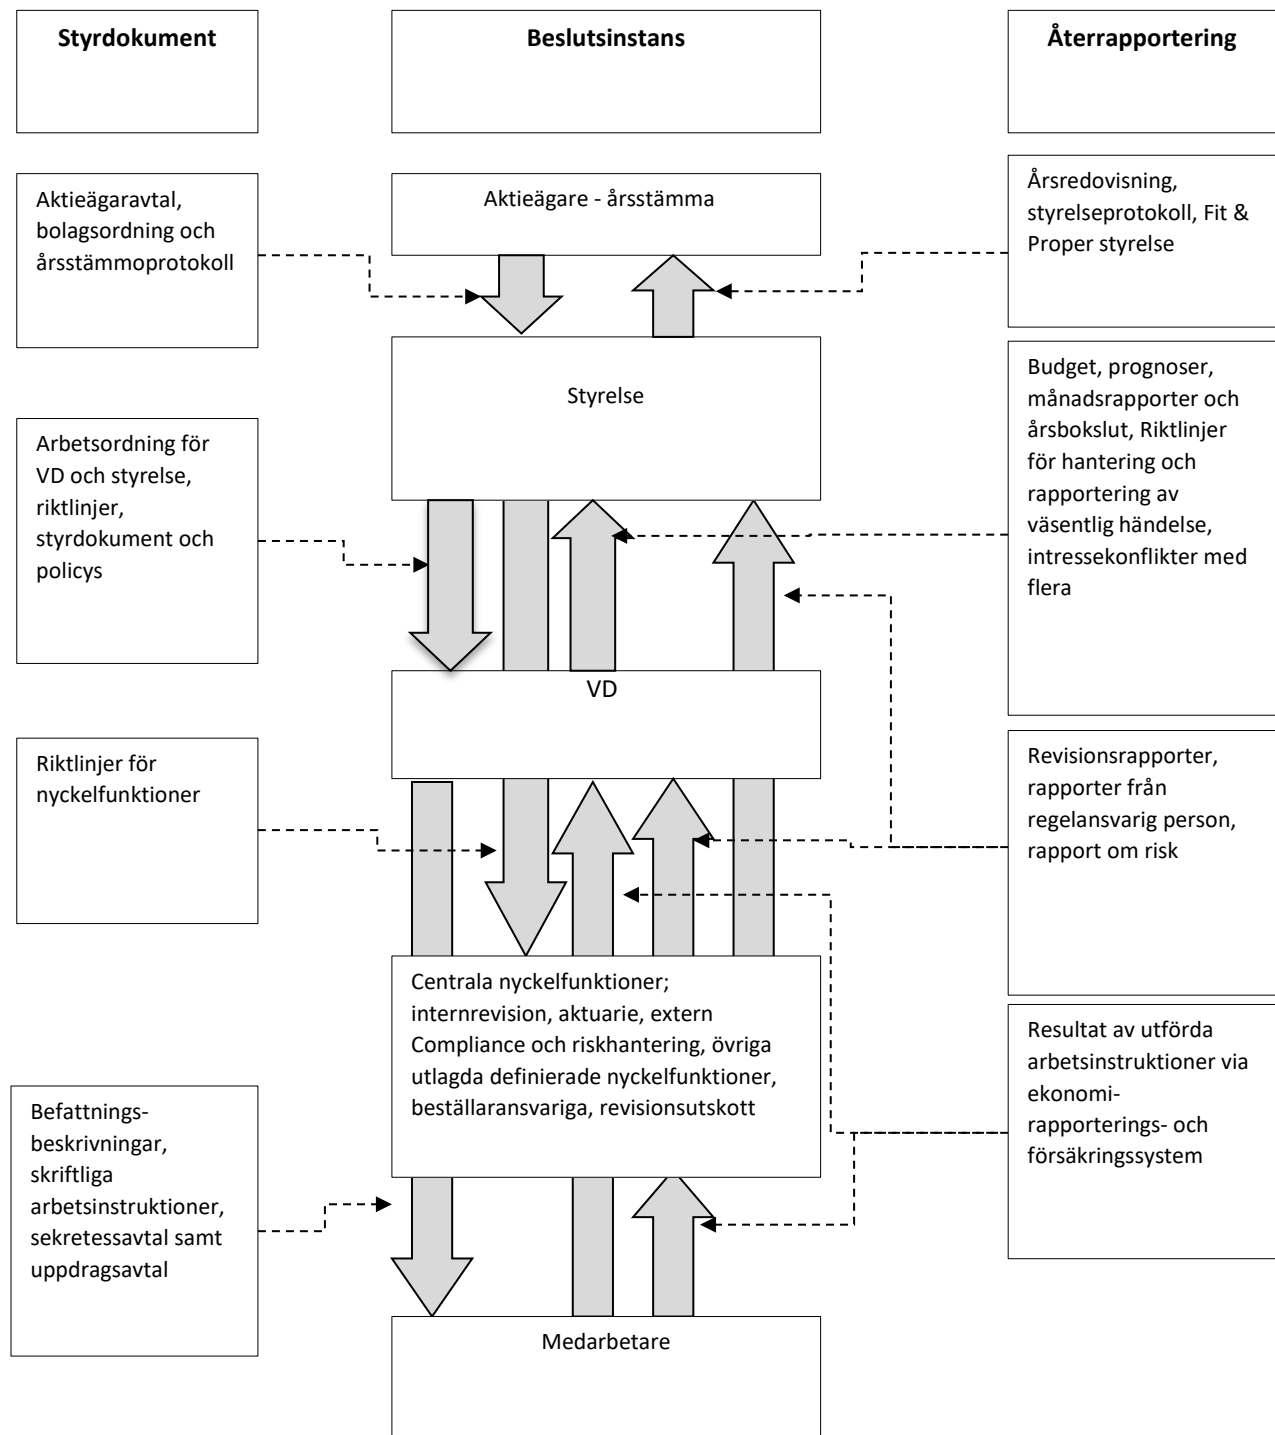 Styrdokument
Beslutsinstans
Återrapportering
Aktieägaravtal,
bolagsordning och
årsstämmoprotokoll
Aktieägare - årsstämma
Årsredovisning,
styrelseprotokoll, Fit &
Proper styrelse
Styrelse
Budget, prognoser,
månadsrapporter och
årsbokslut, Riktlinjer
för hantering och
rapportering av
väsentlig händelse,
intressekonflikter med
flera
Arbetsordning för
VD och styrelse,
riktlinjer,
styrdokument och
policys
VD
Riktlinjer för
nyckelfunktioner
Revisionsrapporter,
rapporter från
regelansvarig person,
rapport om risk
Centrala nyckelfunktioner;
internrevision, aktuarie, extern
Compliance och riskhantering, övriga
utlagda definierade nyckelfunktioner,
beställaransvariga, revisionsutskott
Resultat av utförda
arbetsinstruktioner via
ekonomi-
rapporterings- och
försäkringssystem
Befattnings-
beskrivningar,
skriftliga
arbetsinstruktioner,
sekretessavtal samt
uppdragsavtal
Medarbetare